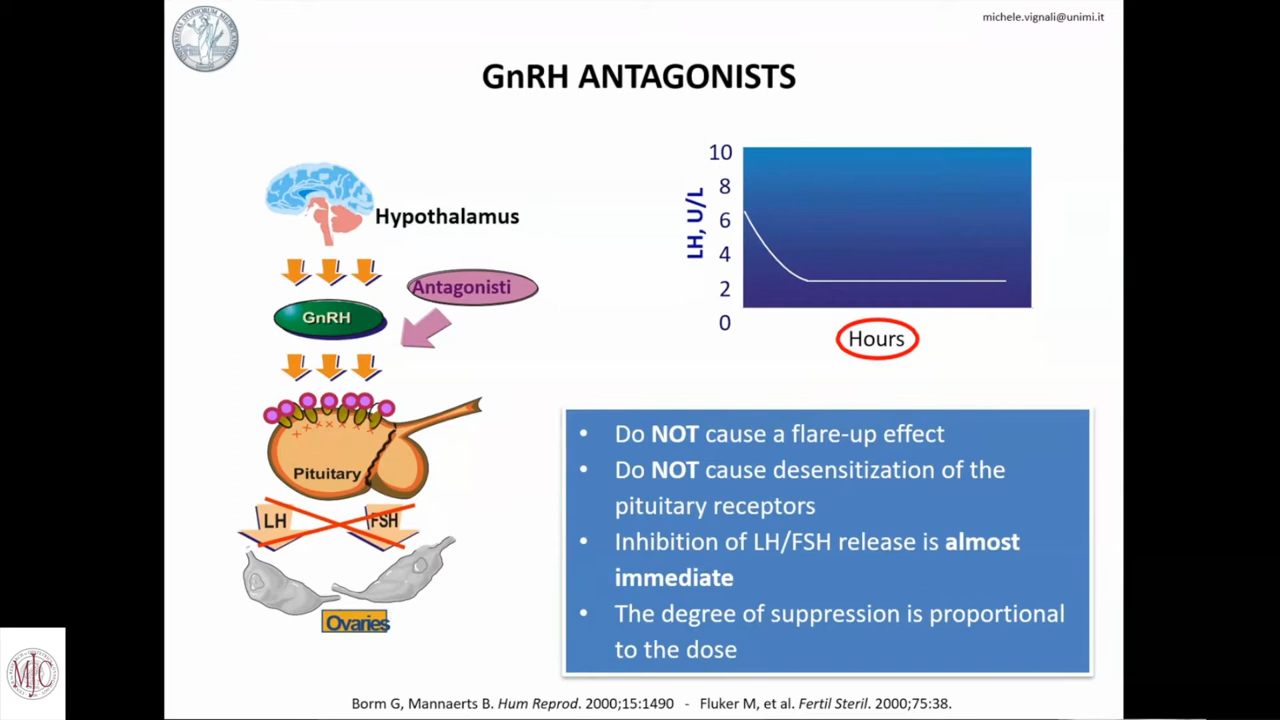 michele.vignali@unimi.it
GnRH ANTAGONISTS
Hypothalamus
Antagonisti
GnRH
Pituitary
LH
FSH
Ovaries
LH, U/L
10
8
6
4
2
0
Hours
• Do NOT cause a flare-up effect
• Do NOT cause desensitization of the
pituitary receptors
• Inhibition of LH/FSH release is almost
immediate
• The degree of suppression is proportional
to the dose
Borm G, Mannaerts B. Hum Reprod. 2000;15:1490 - Fluker M, et al. Fertil Steril. 2000;75:38.
MJC